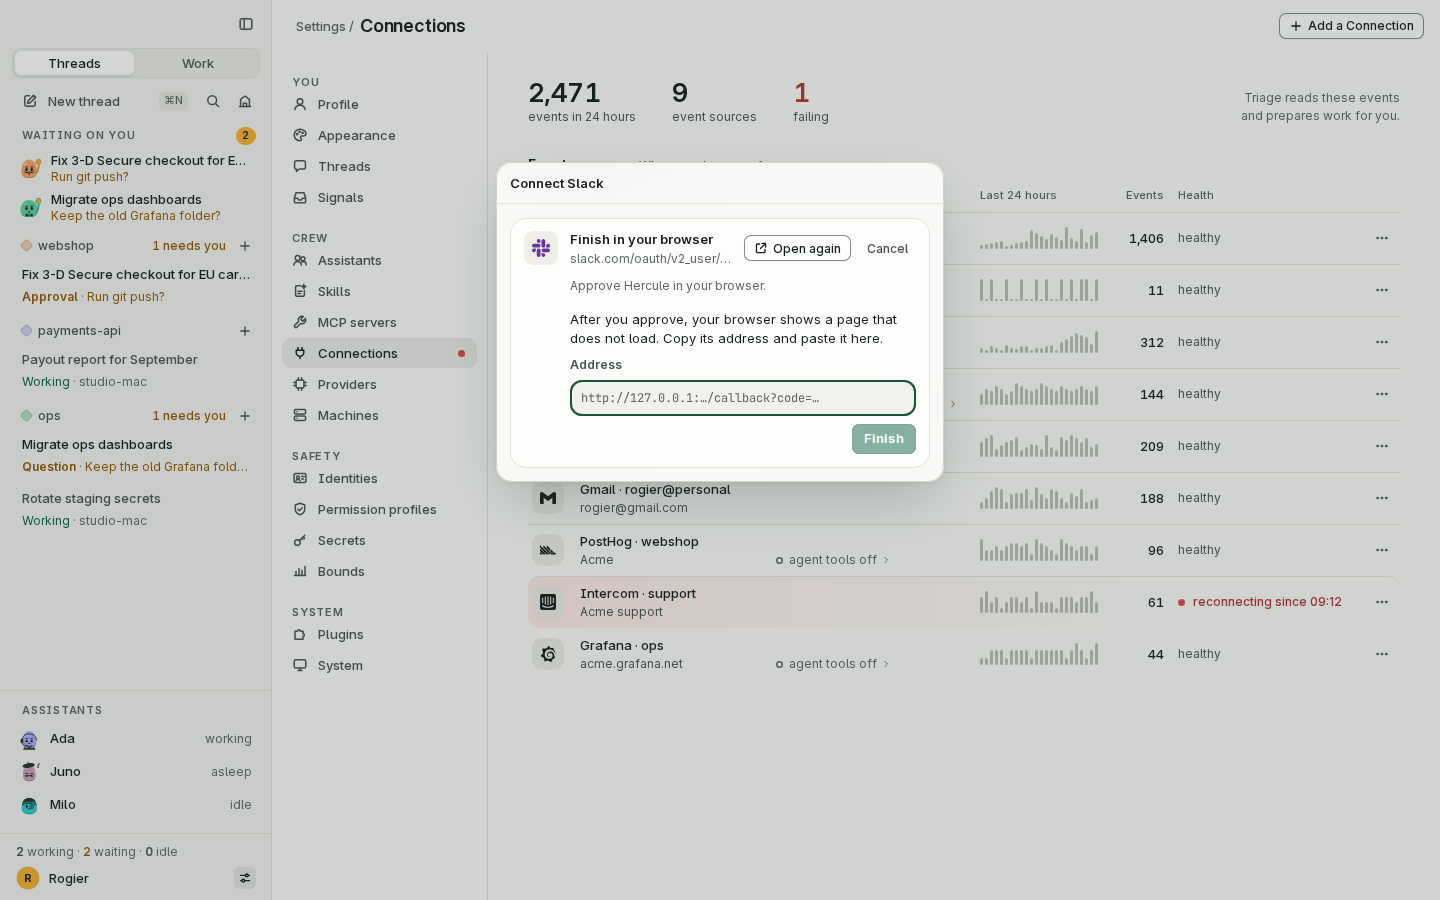 Settings / Connections
Add a Connection
Threads
Work
New thread
⌘N
WAITING ON YOU
2
Fix 3-D Secure checkout for E…
Run git push?
Migrate ops dashboards
Keep the old Grafana folder?
webshop
1 needs you
Fix 3-D Secure checkout for EU car…
Approval · Run git push?
payments-api
Payout report for September
Working · studio-mac
ops
1 needs you
Migrate ops dashboards
Question · Keep the old Grafana fold…
Rotate staging secrets
Working · studio-mac
ASSISTANTS
Ada
working
Juno
asleep
Milo
idle
2 working · 2 waiting · 0 idle
R
Rogier
YOU
Profile
Appearance
Threads
Signals
CREW
Assistants
Skills
MCP servers
Connections
Providers
Machines
SAFETY
Identities
Permission profiles
Secrets
Bounds
SYSTEM
Plugins
System
2,471
events in 24 hours
9
event sources
1
failing
Triage reads these events
and prepares work for you.
Last 24 hours
Events
Health
1,406
healthy
11
healthy
312
healthy
144
healthy
209
healthy
Connect Slack
Finish in your browser
slack.com/oauth/v2_user/…
Open again
Cancel
Approve Hercule in your browser.
After you approve, your browser shows a page that
does not load. Copy its address and paste it here.
Address
http://127.0.0.1:…/callback?code=…
Finish
Gmail · rogier@personal
rogier@gmail.com
188
healthy
PostHog · webshop
Acme
agent tools off
96
healthy
Intercom · support
Acme support
61
reconnecting since 09:12
Grafana · ops
acme.grafana.net
agent tools off
44
healthy